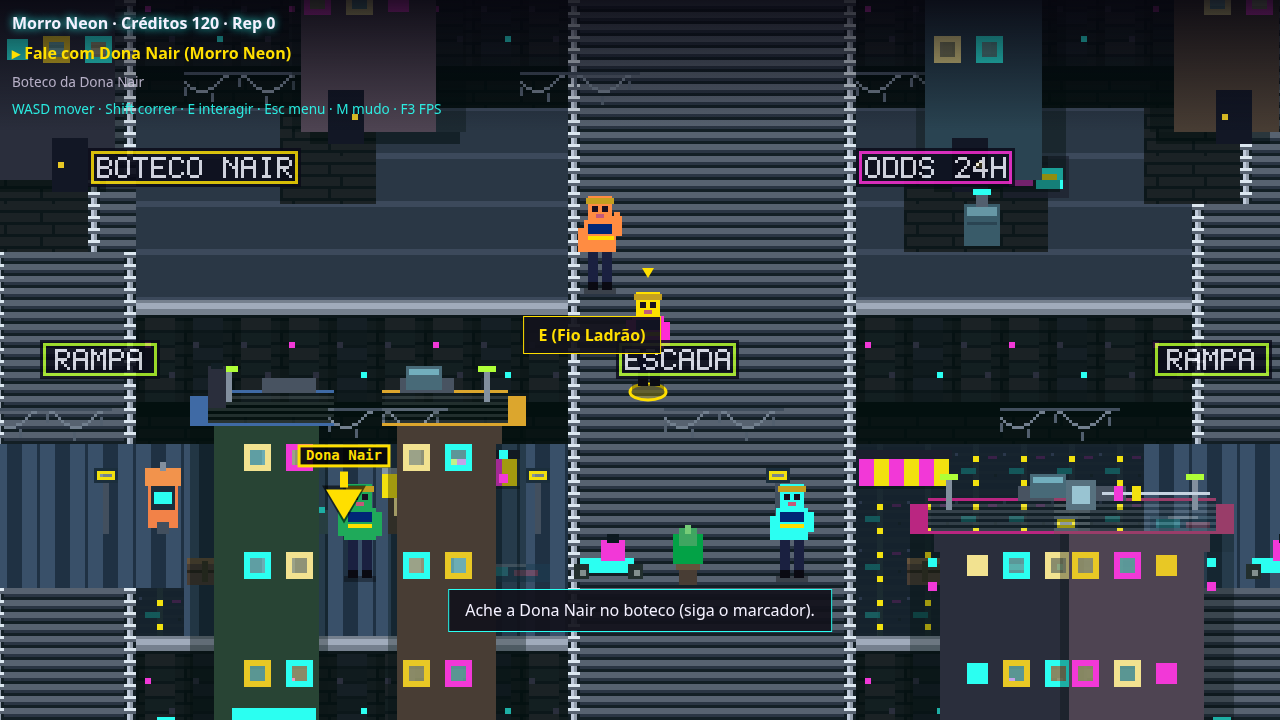 Morro Neon · Créditos 120 · Rep 0
▸ Fale com Dona Nair (Morro Neon)
Boteco da Dona Nair
WASD mover · Shift correr · E interagir · Esc menu · M mudo · F3 FPS
BOTECO NAIR
ODDS 24H
E (Fio Ladrão)
RAMPA
ESCADA
RAMPA
Dona Nair
Ache a Dona Nair no boteco (siga o marcador).